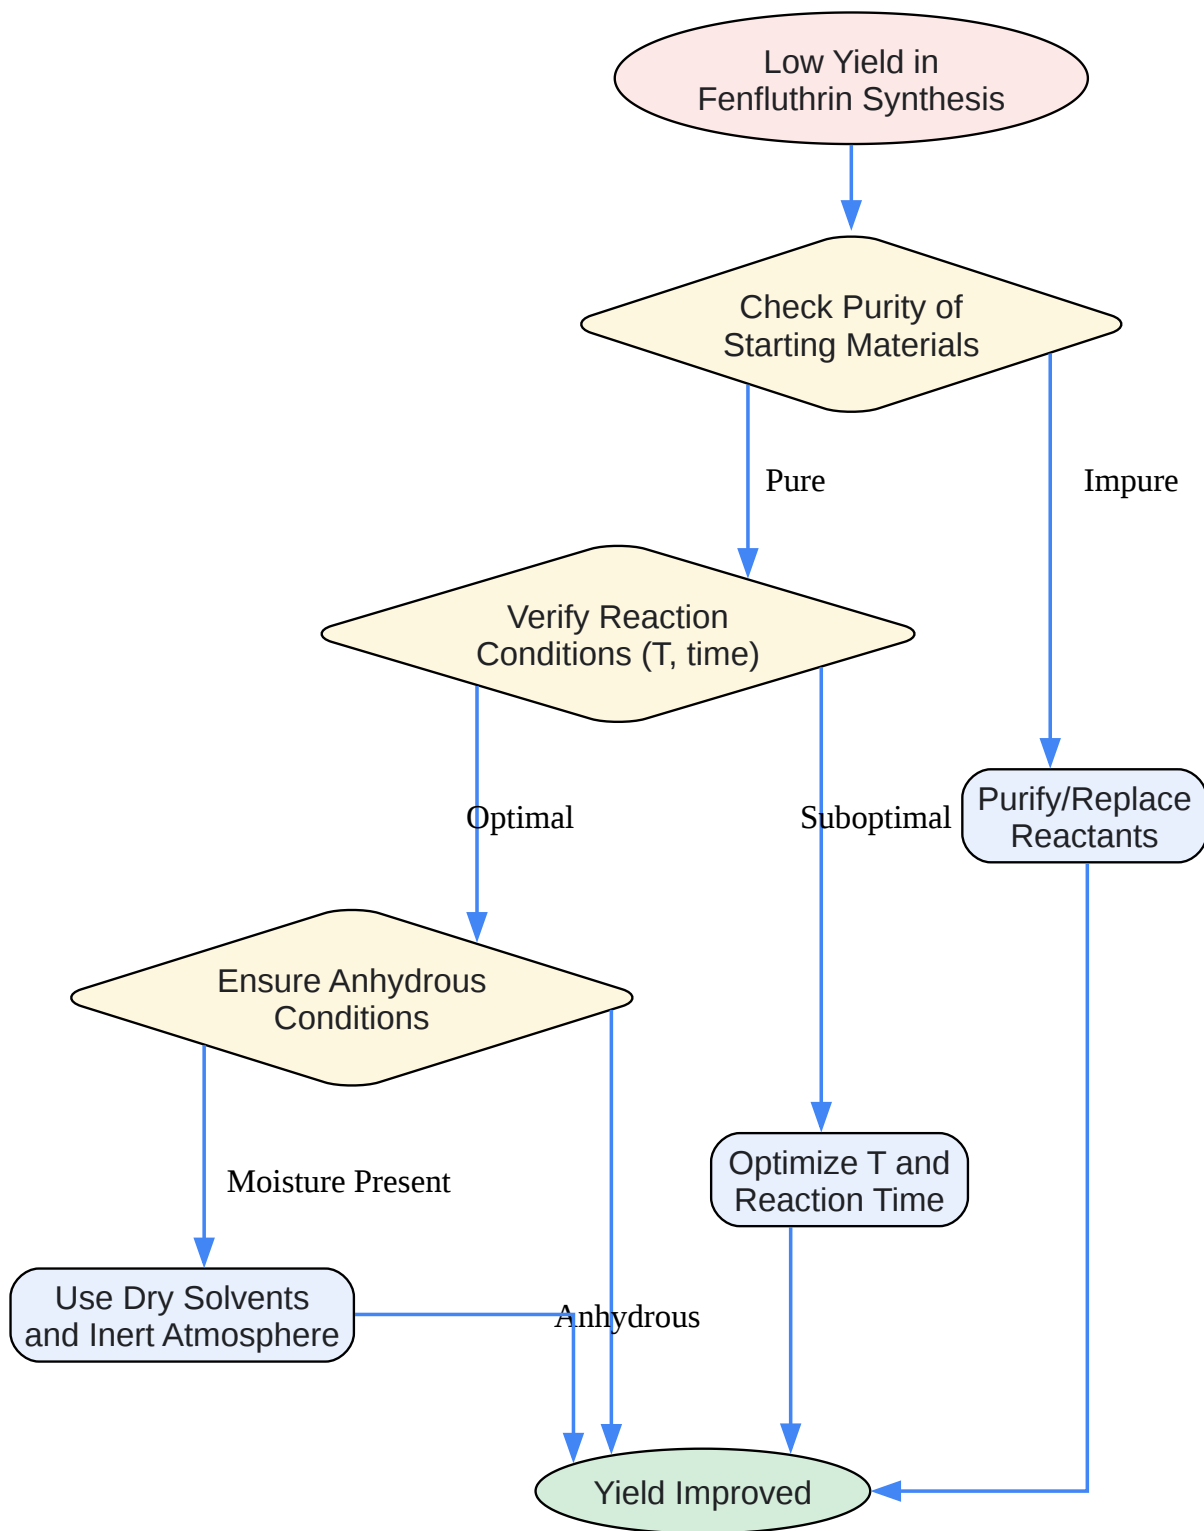 Low Yield in
Fenfluthrin Synthesis
Check Purity of
Starting Materials
Pure
Impure
Verify Reaction
Conditions (T, time)
Optimal
Suboptimal
Purify/Replace
Reactants
Ensure Anhydrous
Conditions
Moisture Present
Optimize T and
Reaction Time
Use Dry Solvents
and Inert Atmosphere
Anhydrous
Yield Improved